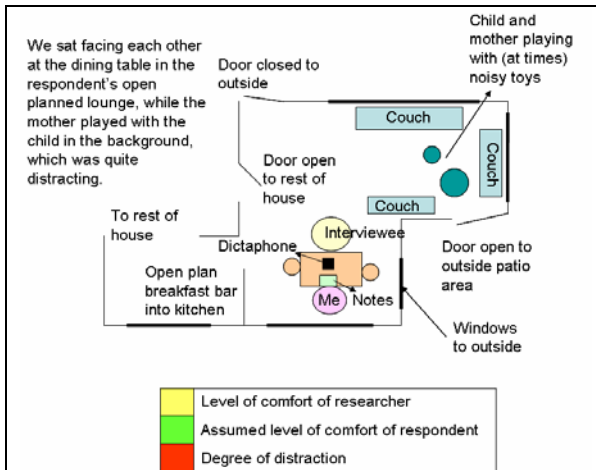 We sat facing each other
at the dining table in the
respondent's open
planned lounge, while the
mother played with the
child in the background,
which was quite
distracting.
Door closed to
outside
Child and
mother playing
with (at times)
noisy toys
Couch
Couch
Couch
Door open
to rest of
house
To rest of
house
Interviewee
Dictaphone
Door open to
outside patio
area
Open plan
breakfast bar
into kitchen
Me
Notes
Windows
to outside
Level of comfort of researcher
Assumed level of comfort of respondent
Degree of distraction